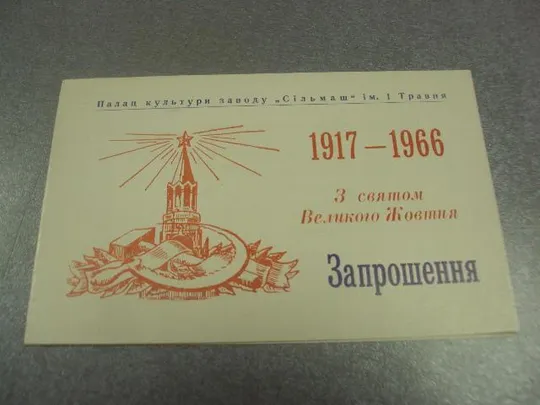 Палац культури заводу „Сільмаш" ім. 1 Травня
1917 — 1966
З святом
Великого Жовтня
Запрошення